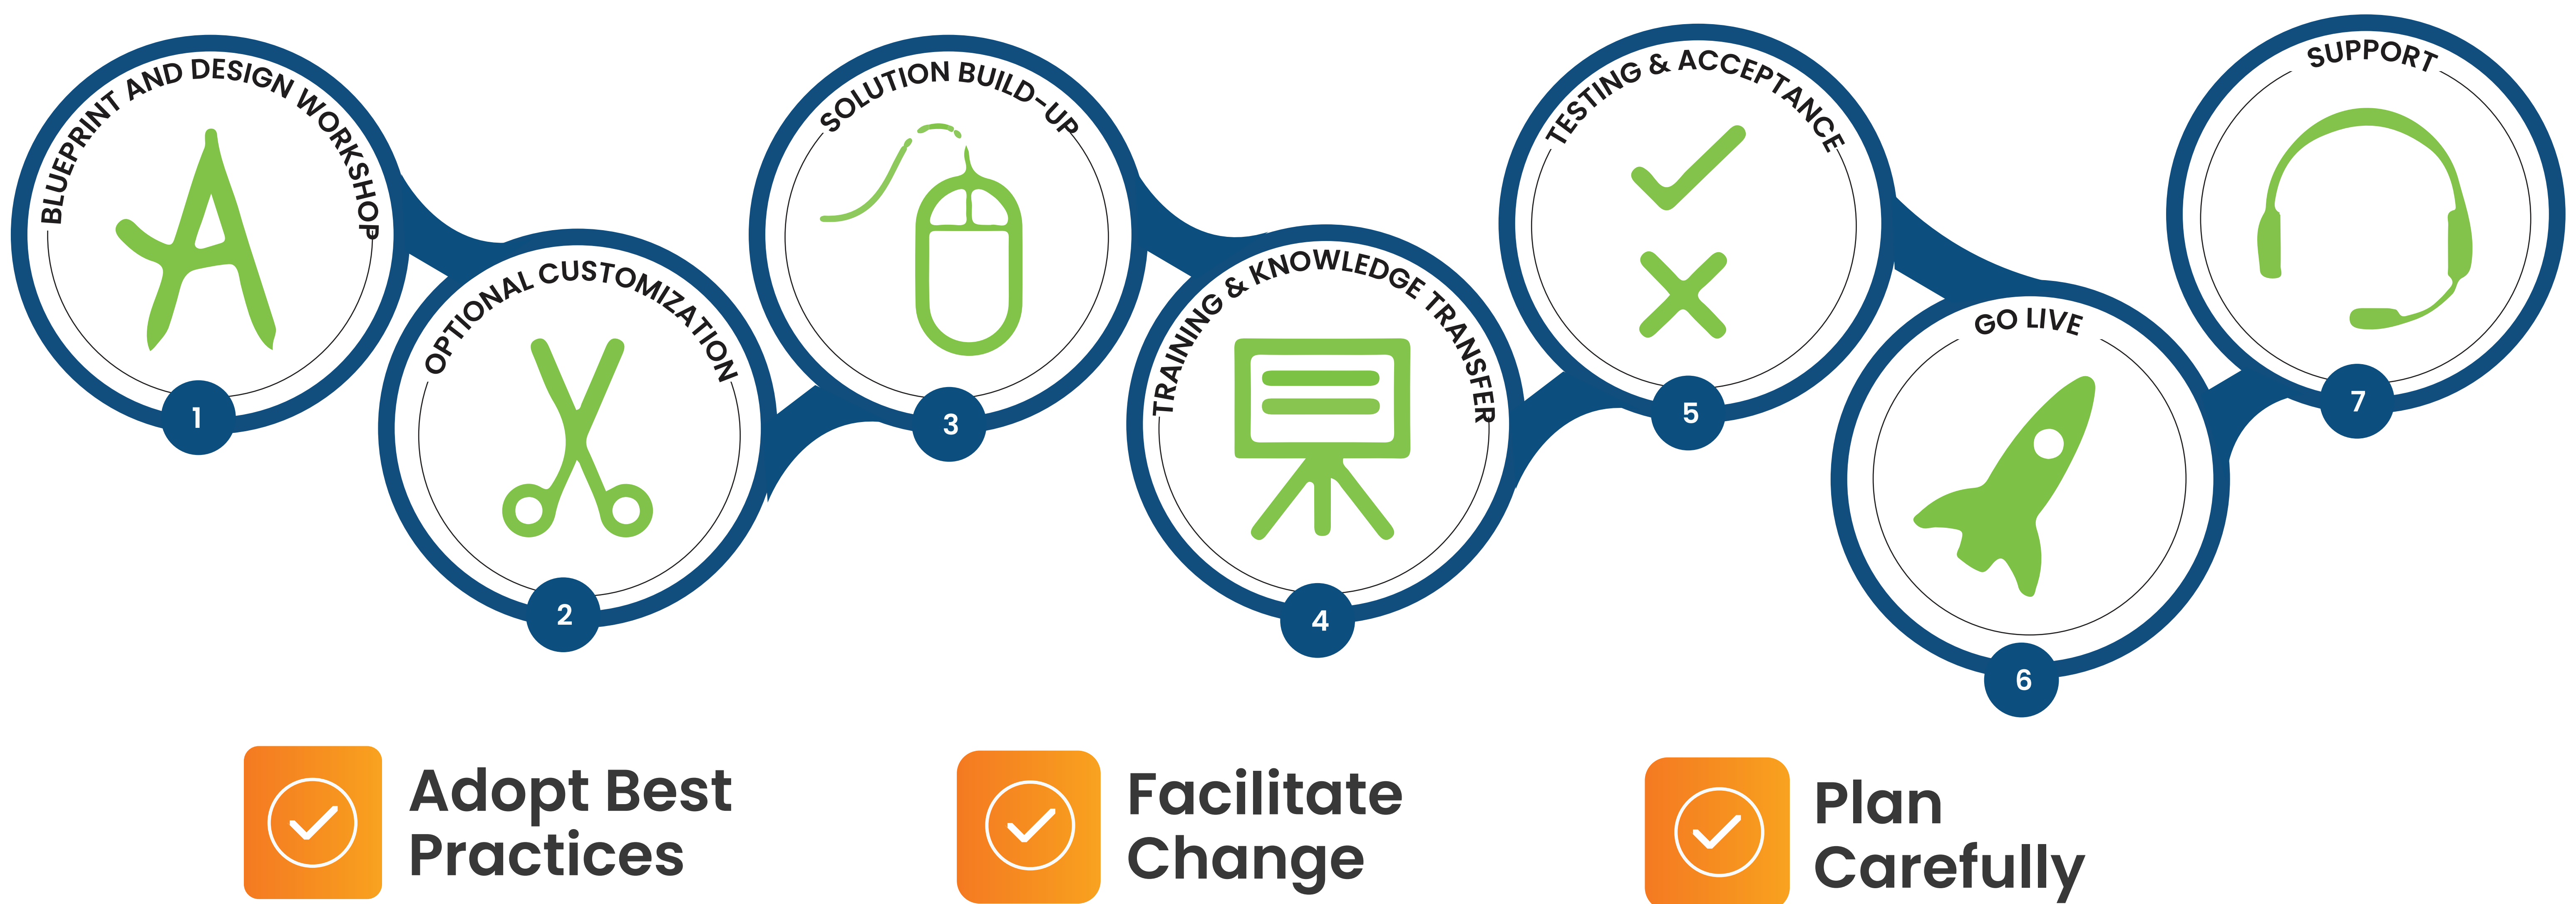 BLUEPRINT AND DESIGN WORKSHOP
1
OPTIONAL CUSTOMIZATION
2
SOLUTION BUILD-UP
3
TRAINING & KNOWLEDGE TRANSFER
4
TESTING & ACCEPTANCE
5
GO LIVE
6
SUPPORT
7
Adopt Best
Practices
Facilitate
Change
Plan
Carefully